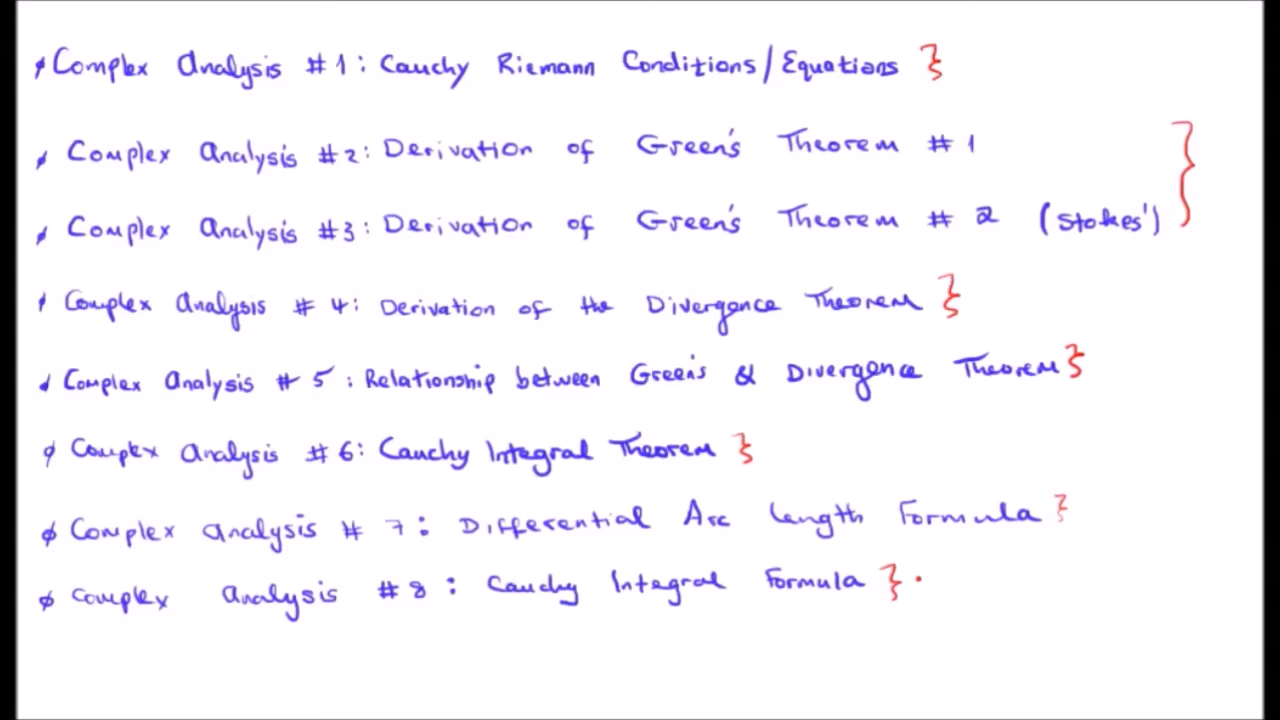 Complex Analysis #1: Cauchy Riemann Conditions/Equations }
Complex Analysis #2: Derivation of Green's Theorem #1
Complex Analysis #3: Derivation of Green's Theorem #2 (Stokes') }
Complex Analysis #4: Derivation of the Divergence Theorem }
Complex Analysis #5: Relationship between Green's & Divergence Theorem }
Complex Analysis #6: Cauchy Integral Theorem }
Complex Analysis #7: Differential Arc length Formula }
Complex Analysis #8: Cauchy Integral Formula }